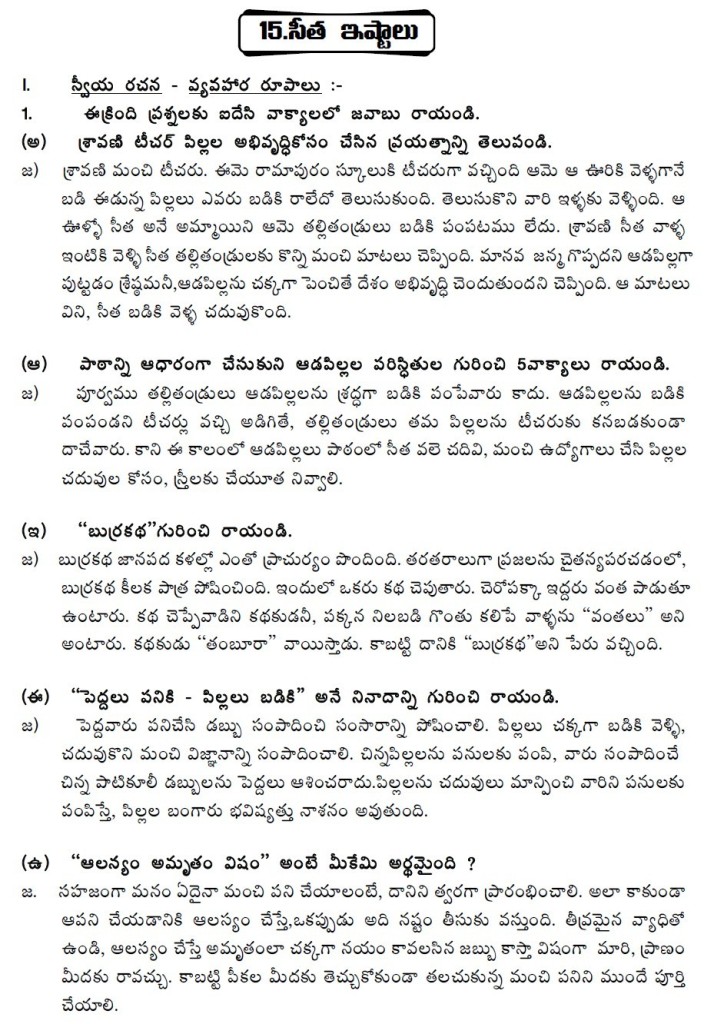 15.సీత ఇష్టాలు
I. స్వీయ రచన - వ్యవహార రూపాలు :-
1. ఈక్రింది ప్రశ్నలకు ఐదేసి వాక్యాలలో జవాబు రాయండి.
(అ) శ్రావణి టీచర్ పిల్లల అభివృద్ధికోసం చేసిన ప్రయత్నాన్ని తెలుపండి.
జ) శ్రావణి మంచి టీచరు. ఈమె రామాపురం స్కూలుకి టీచరుగా వచ్చింది ఆమె ఆ ఊరికి వెళ్ళగానే
బడి ఈడున్న పిల్లలు ఎవరు బడికి రాలేదో తెలుసుకుంది. తెలుసుకొని వారి ఇళ్ళకు వెళ్ళింది. ఆ
ఊళ్ళో సీత అనే అమ్మాయిని ఆమె తల్లితండ్రులు బడికి పంపటము లేదు. శ్రావణి సీత వాళ్ళ
ఇంటికి వెళ్ళి సీత తల్లితండ్రులకు కొన్ని మంచి మాటలు చెప్పింది. మానవ జన్మ గొప్పదని ఆడపిల్లగా
పుట్టడం శ్రేష్ఠమనీ,ఆడపిల్లను చక్కగా పెంచితే దేశం అభివృద్ధి చెందుతుందని చెప్పింది. ఆ మాటలు
విని, సీత బడికి వెళ్ళ చదువుకొంది.
(ఆ) పాఠాన్ని ఆధారంగా చేసుకుని ఆడపిల్లల పరిస్ధితుల గురించి 5వాక్యాలు రాయండి.
జ) పూర్వము తల్లితండ్రులు ఆడపిల్లలను శ్రద్ధగా బడికి పంపేవారు కాదు. ఆడపిల్లలను బడికి
పంపండని టీచర్లు వచ్చి అడిగితే, తల్లితండ్రులు తమ పిల్లలను టీచరుకు కనబడకుండా
దాచేవారు. కాని ఈ కాలంలో ఆడపిల్లలు పాఠంలో సీత వలె చదివి, మంచి ఉద్యోగాలు చేసి పిల్లల
చదువుల కోసం, స్త్రీలకు చేయూత నివ్వాలి.
(ఇ) “బుర్రకథ”గురించి రాయండి.
జ) బుర్రకథ జానపద కళల్లో ఎంతో ప్రాచుర్యం పొందింది. తరతరాలుగా ప్రజలను చైతన్యపరచడంలో,
బుర్రకథ కీలక పాత్ర పోషించింది. ఇందులో ఒకరు కథ చెపుతారు. చెరోపక్కా ఇద్దరు వంత పాడుతూ
ఉంటారు. కథ చెప్పేవాడిని కథకుడనీ, పక్కన నిలబడి గొంతు కలిపే వాళ్ళను “వంతలు” అని
అంటారు. కథకుడు “తంబూరా” వాయిస్తాడు. కాబట్టి దానికి “బుర్రకథ”అని పేరు వచ్చింది.
(ఈ) “పెద్దలు పనికి - పిల్లలు బడికి” అనే నినాదాన్ని గురించి రాయండి.
జ) పెద్దవారు పనిచేసి డబ్బు సంపాదించి సంసారాన్ని పోషించాలి. పిల్లలు చక్కగా బడికి వెళ్ళి,
చదువుకొని మంచి విజ్ఞానాన్ని సంపాదించాలి. చిన్నపిల్లలను పనులకు పంపి, వారు సంపాదించే
చిన్న పాటికూలీ డబ్బులను పెద్దలు ఆశించరాదు.పిల్లలను చదువులు మాన్పించి వారిని పనులకు
పంపిస్తే, పిల్లల బంగారు భవిష్యత్తు నాశనం అవుతుంది.
(ఉ) “ఆలస్యం అమృతం విషం” అంటే మీకేమి అర్థమైంది ?
జ. సహజంగా మనం ఏదైనా మంచి పని చేయాలంటే, దానిని త్వరగా ప్రారంభించాలి. అలా కాకుండా
ఆపని చేయడానికి ఆలస్యం చేస్తే,ఒకప్పుడు అది నష్టం తీసుకు వస్తుంది. తీవ్రమైన వ్యాధితో
ఉండి, ఆలస్యం చేస్తే అమృతంలా చక్కగా నయం కావలసిన జబ్బు కాస్తా విషంగా మారి, ప్రాణం
మీదకు రావచ్చు. కాబట్టి పీకల మీదకు తెచ్చుకోకుండా తలచుకున్న మంచి పనిని ముందే పూర్తి
చేయాలి.